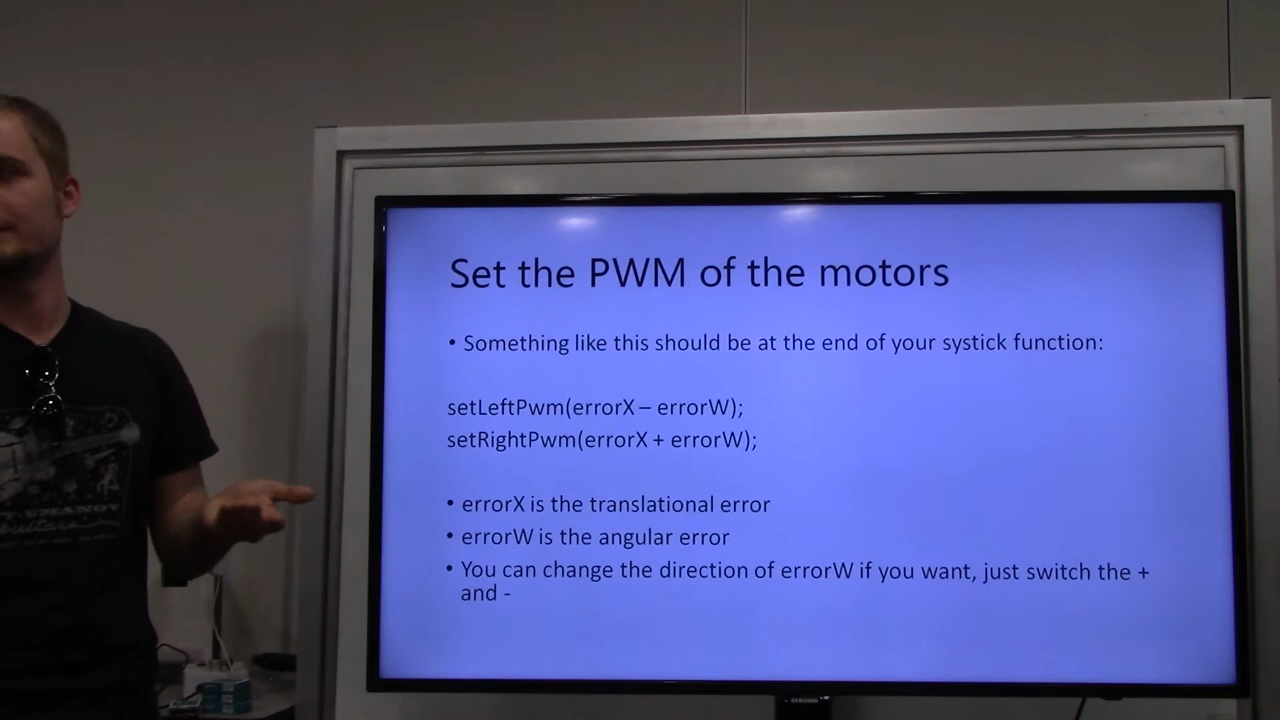 Set the PWM of the motors
• Something like this should be at the end of your systick function:
setLeftPwm(errorX – errorW);
setRightPwm(errorX + errorW);
• errorX is the translational error
• errorW is the angular error
• You can change the direction of errorW if you want, just switch the +
and -
SAMSUNG